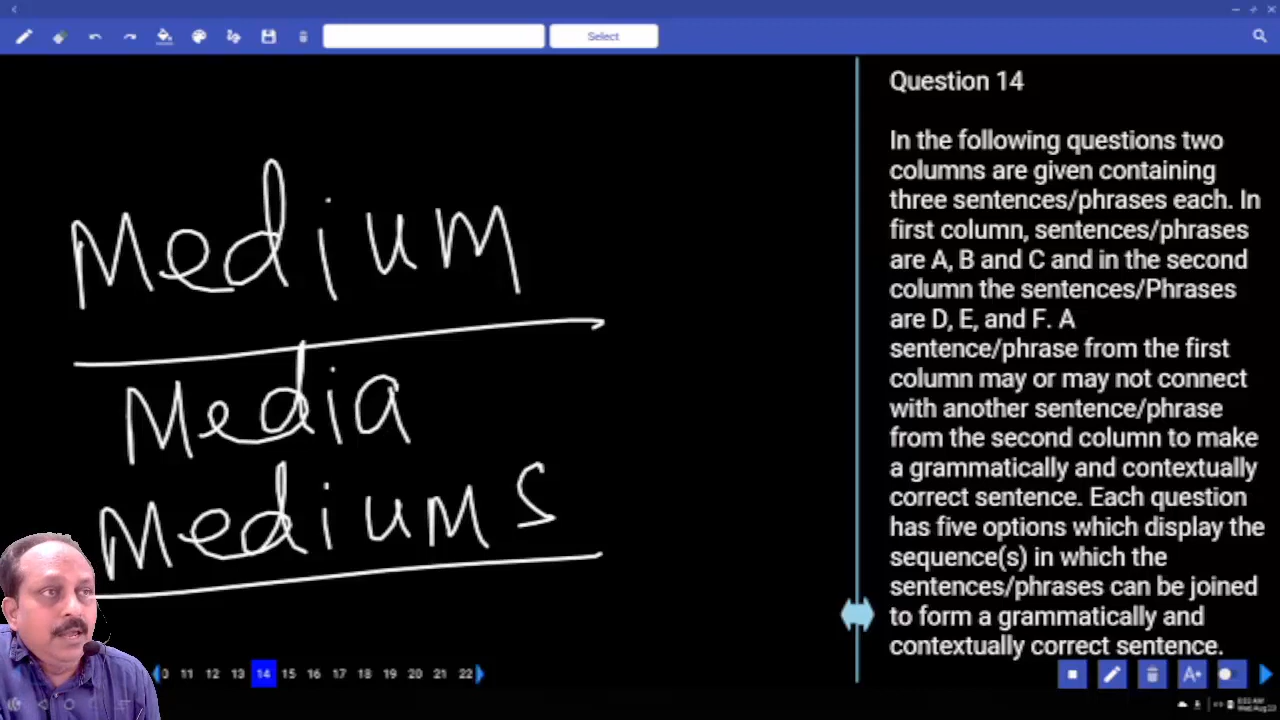 Select
Medium
Media
Mediums
Question 14
In the following questions two
columns are given containing
three sentences/phrases each. In
first column, sentences/phrases
are A, B and C and in the second
column the sentences/Phrases
are D, E, and F. A
sentence/phrase from the first
column may or may not connect
with another sentence/phrase
from the second column to make
a grammatically and contextually
correct sentence. Each question
has five options which display the
sequence(s) in which the
sentences/phrases can be joined
to form a grammatically and
contextually correct sentence.
0 11 12 13 14 15 16 17 18 19 20 21 22
A+